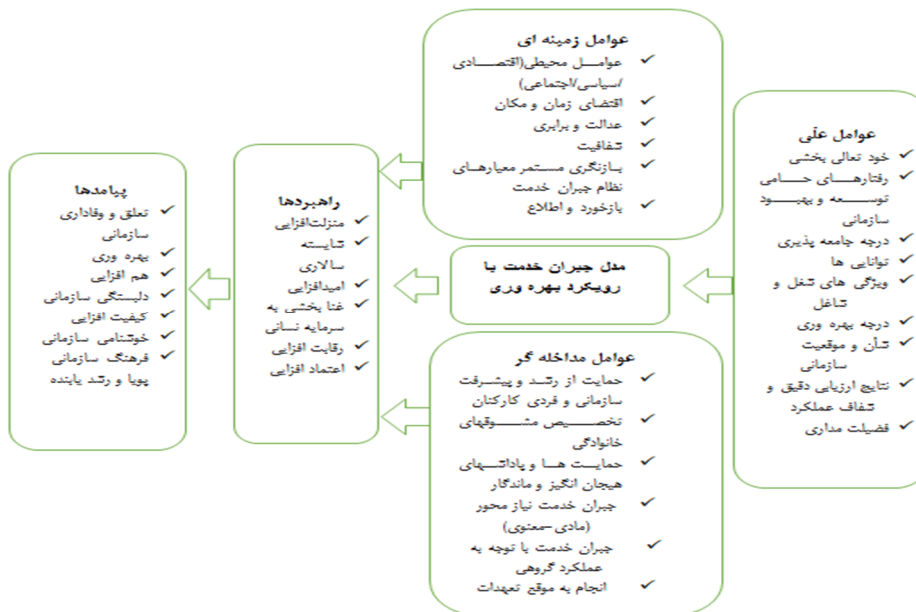 عوامل زمینه ای
عوامل محیطی(اقتصادی
/سیاسی/اجتماعی)
اقتضای زمان و مکان
عدالت و برابری
شفافیت
بازنگری مستمر معیارهای
نظام جبران خدمت
بازخورد و اطلاع
عوامل علّی
خود تعالی بخشی
رفتارهای حامی
توسعه و بهبود
سازمانی
درجه جامعه پذیری
توانایی ها
ویژگی های شغل و
شاغل
درجه بهره وری
شأن و موقعیت
سازمانی
نتایج ارزیابی دقیق و
شفاف عملکرد
فضیلت مداری
مدل جبران خدمت با
رویکرد بهره وری
عوامل مداخله گر
حمایت از رشد و پیشرفت
سازمانی و فردی کارکنان
تخصیص مشوقهای
خانوادگی
حمایت ها و پاداشهای
هیجان انگیز و ماندگار
جبران خدمت نیاز محور
(مادی-معنوی)
جبران خدمت با توجه به
عملکرد گروهی
انجام به موقع تعهدات
راهبردها
منزلت‌افزایی
شایسته
سالاری
امیدافزایی
غنا بخشی به
سرمایه نسانی
رقابت افزایی
اعتماد افزایی
پیامدها
تعلق و وفاداری
سازمانی
بهره وری
هم افزایی
دلبستگی سازمانی
کیفیت افزایی
خوشنامی سازمانی
فرهنگ سازمانی
پویا و رشد یابنده